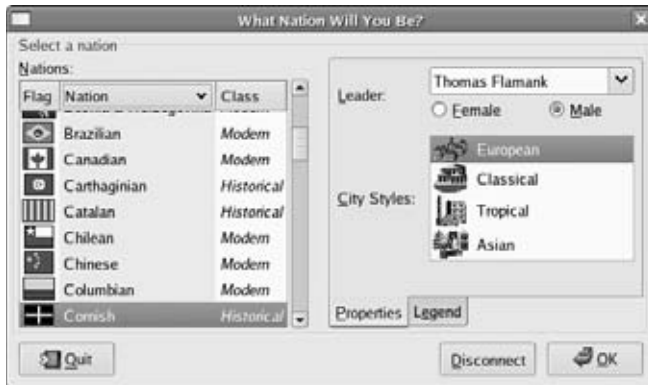 What Nation Will You Be?
Select a nation
Nations:
Flag Nation Class
Brazilian Modern
Canadian Modern
Carthaginian Historical
Catalan Historical
Chilean Modern
Chinese Modern
Columbian Modern
Cornish Historical
Leader: Thomas Flamank
Female Male
City Styles:
European
Classical
Tropical
Asian
Properties Legend
Quit Disconnect OK